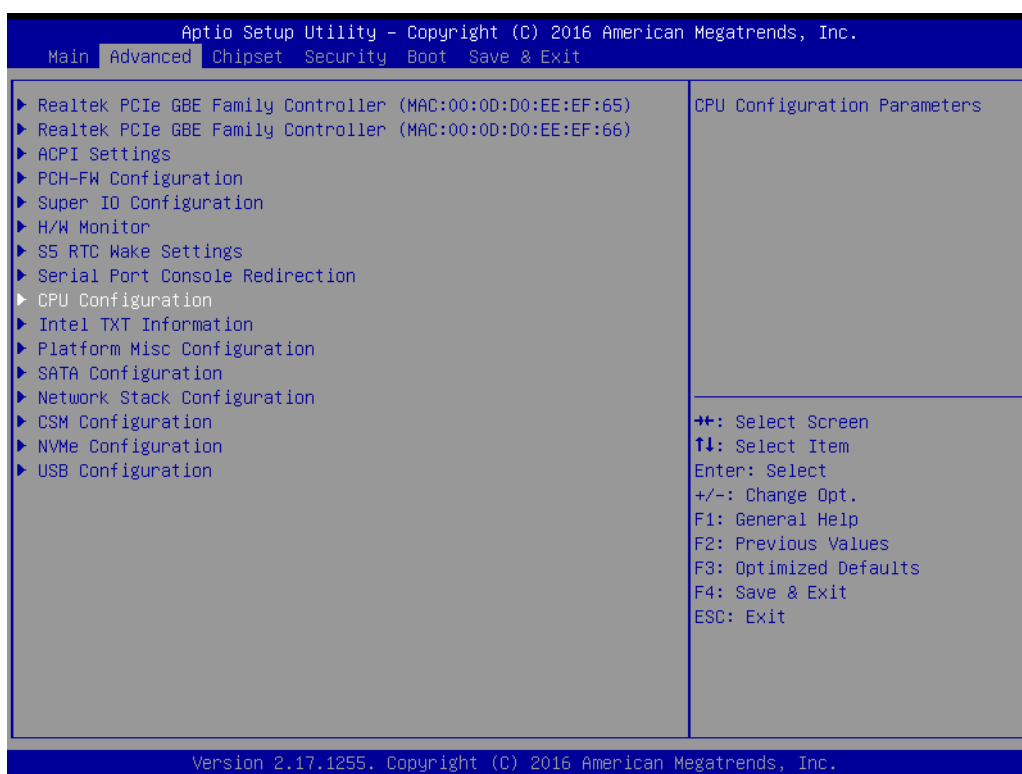 Aptio Setup Utility – Copyright (C) 2016 American Megatrends, Inc.
Main Advanced Chipset Security Boot Save & Exit
Realtek PCIe GBE Family Controller (MAC:00:0D:D0:EE:EF:65)
Realtek PCIe GBE Family Controller (MAC:00:0D:D0:EE:EF:66)
ACPI Settings
PCH-FW Configuration
Super IO Configuration
H/W Monitor
S5 RTC Wake Settings
Serial Port Console Redirection
CPU Configuration
Intel TXT Information
Platform Misc Configuration
SATA Configuration
Network Stack Configuration
CSM Configuration
NVMe Configuration
USB Configuration
CPU Configuration Parameters
→←: Select Screen
↑↓: Select Item
Enter: Select
+/-: Change Opt.
F1: General Help
F2: Previous Values
F3: Optimized Defaults
F4: Save & Exit
ESC: Exit
Version 2.17.1255. Copyright (C) 2016 American Megatrends, Inc.